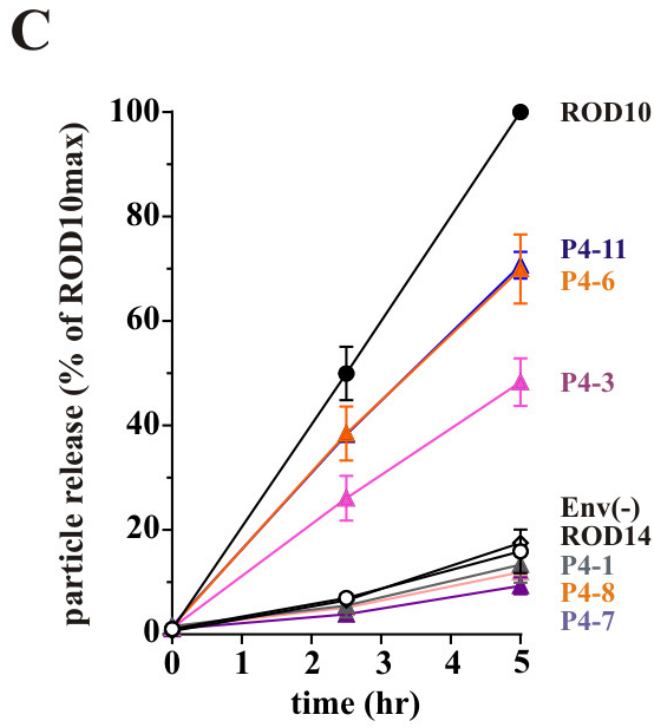 C
particle release (% of ROD10max)
100
80
60
40
20
0
0 1 2 3 4 5
time (hr)
ROD10
P4-11
P4-6
P4-3
Env(-)
ROD14
P4-1
P4-8
P4-7